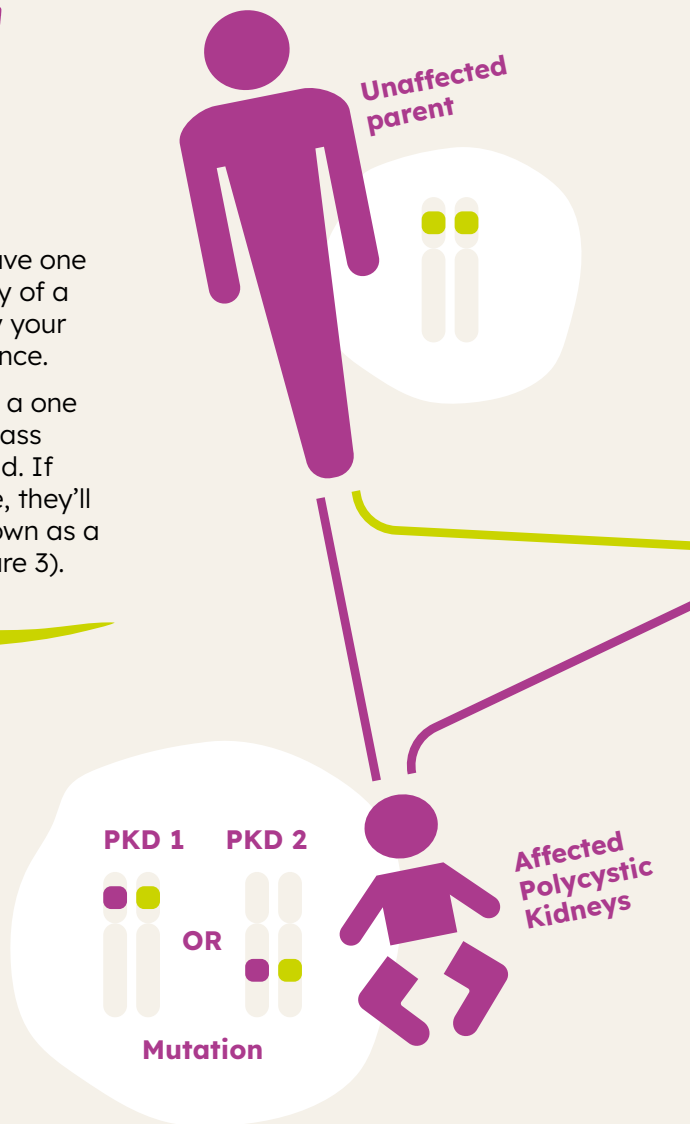 Unaffected
parent
ave one
y of a
y your
nce.
a one
ass
d. If
e, they'll
own as a
re 3).
PKD 1 PKD 2
OR
Mutation
Affected
Polycystic
Kidneys